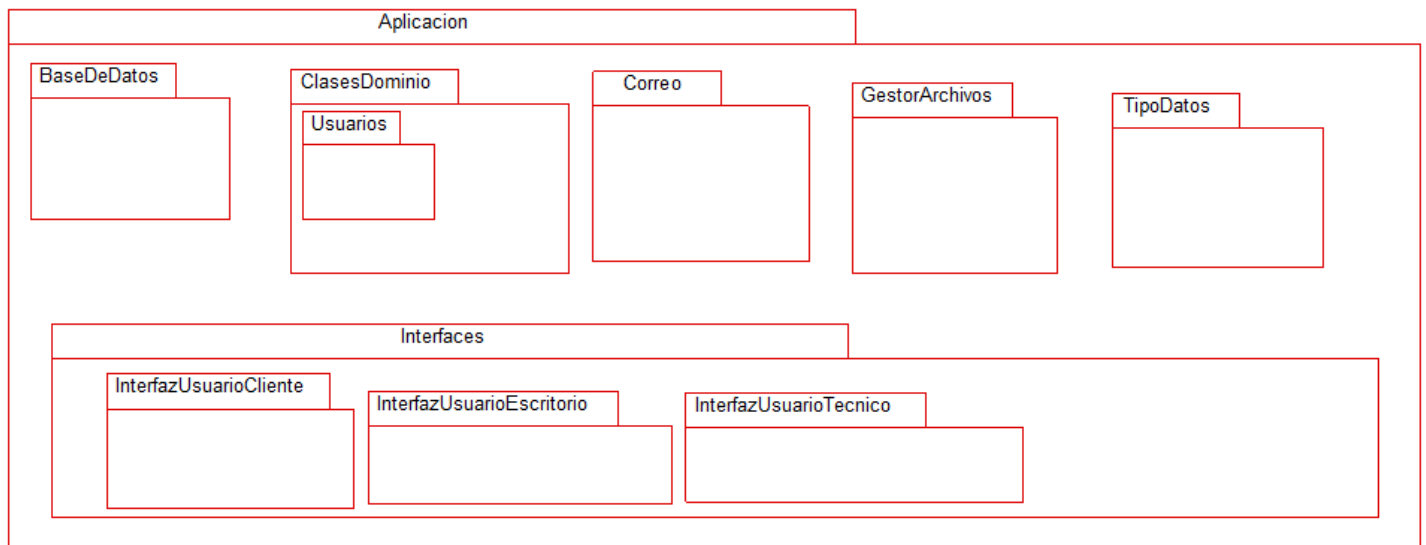 Aplicacion
BaseDeDatos
ClasesDominio
Usuarios
Correo
GestorArchivos
TipoDatos
Interfaces
InterfazUsuarioCliente
InterfazUsuarioEscritorio
InterfazUsuarioTecnico